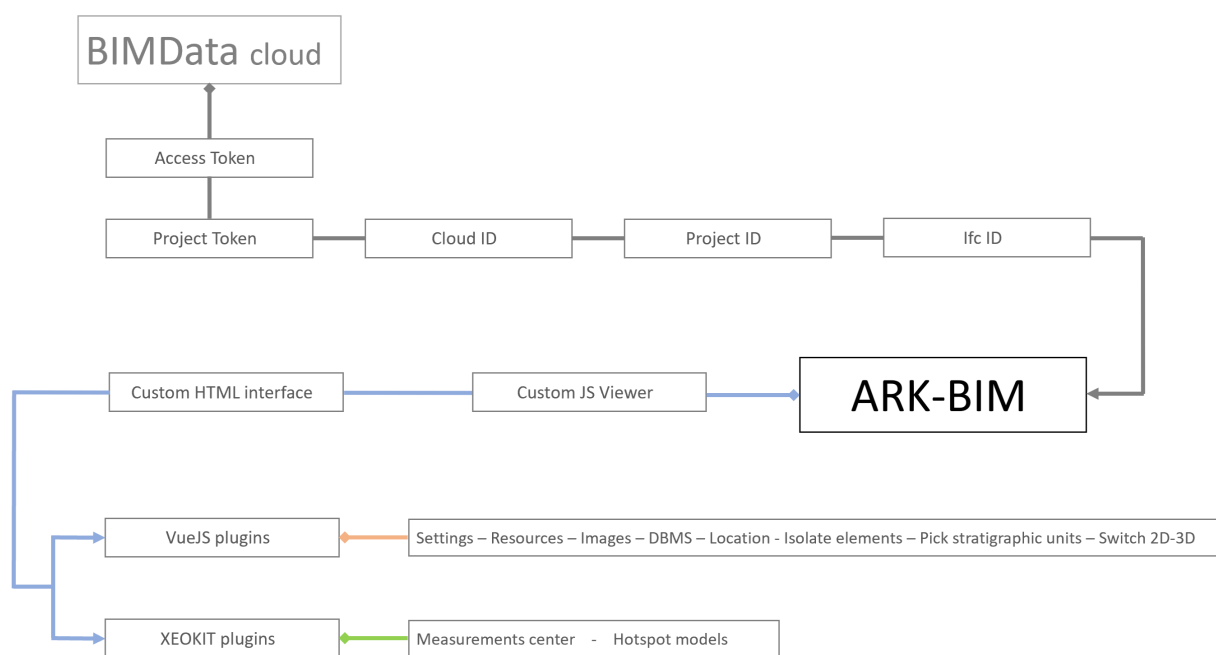 BIMData cloud
Access Token
Project Token
Cloud ID
Project ID
Ifc ID
Custom HTML interface
Custom JS Viewer
ARK-BIM
VueJS plugins
Settings – Resources – Images – DBMS – Location - Isolate elements – Pick stratigraphic units – Switch 2D-3D
XEOKIT plugins
Measurements center - Hotspot models